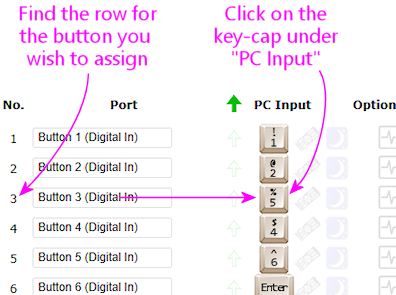 Find the row for
the button you
wish to assign
Click on the
key-cap under
"PC Input"
No. Port PC Input Option
1 Button 1 (Digital In) ! 1
2 Button 2 (Digital In) @ 2
3 Button 3 (Digital In) % 5
4 Button 4 (Digital In) $ 4
5 Button 5 (Digital In) ^ 6
6 Button 6 (Digital In) Enter